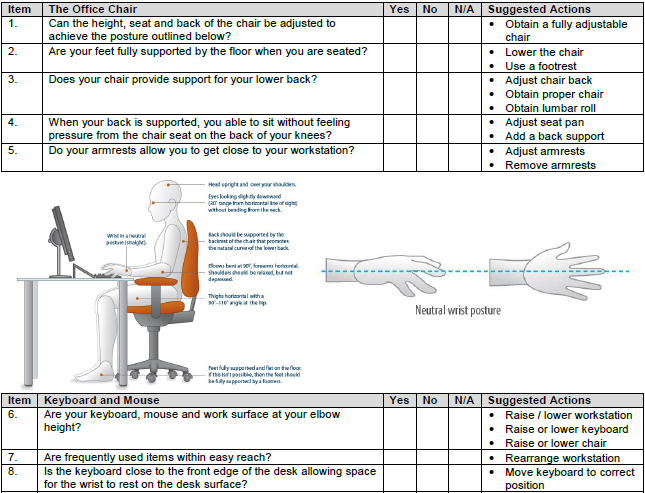 Item The Office Chair Yes No N/A Suggested Actions
1. Can the height, seat and back of the chair be adjusted to achieve the posture outlined below?
• Obtain a fully adjustable chair
2. Are your feet fully supported by the floor when you are seated?
• Lower the chair
• Use a footrest
3. Does your chair provide support for your lower back?
• Adjust chair back
• Obtain proper chair
• Obtain lumbar roll
4. When your back is supported, you able to sit without feeling pressure from the chair seat on the back of your knees?
• Adjust seat pan
• Add a back support
5. Do your armrests allow you to get close to your workstation?
• Adjust armrests
• Remove armrests
Head upright and over your shoulders.
Eyes looking slightly downward
(30° range from horizontal line of sight)
without bending from the neck.
Wrist in a neutral
posture (straight).
Back should be supported by the
backrest of the chair that promotes
the natural curve of the lower back.
Elbows bent at 90°, forearms horizontal.
Shoulders should be relaxed, but not
depressed.
Thighs horizontal with a
90°-110° angle at the hip.
Feet fully supported and flat on the floor.
If this isn't possible, then the feet should
be fully supported by a footrest.
Neutral wrist posture
Item Keyboard and Mouse Yes No N/A Suggested Actions
6. Are your keyboard, mouse and work surface at your elbow height?
• Raise / lower workstation
• Raise or lower keyboard
• Raise or lower chair
7. Are frequently used items within easy reach?
• Rearrange workstation
8. Is the keyboard close to the front edge of the desk allowing space for the wrist to rest on the desk surface?
• Move keyboard to correct position